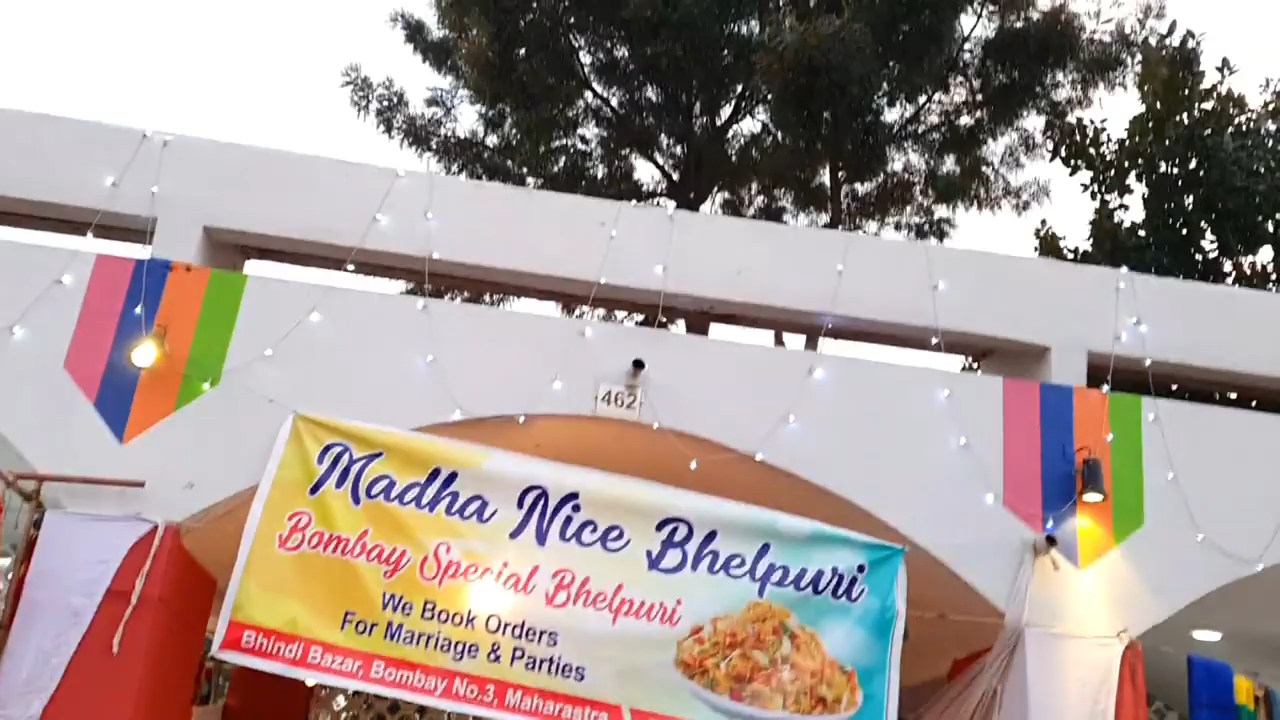 462
Madha Nice Bhelpuri
Bombay Special Bhelpuri
We Book Orders
For Marriage & Parties
Bhindi Bazar, Bombay No.3, Maharastra